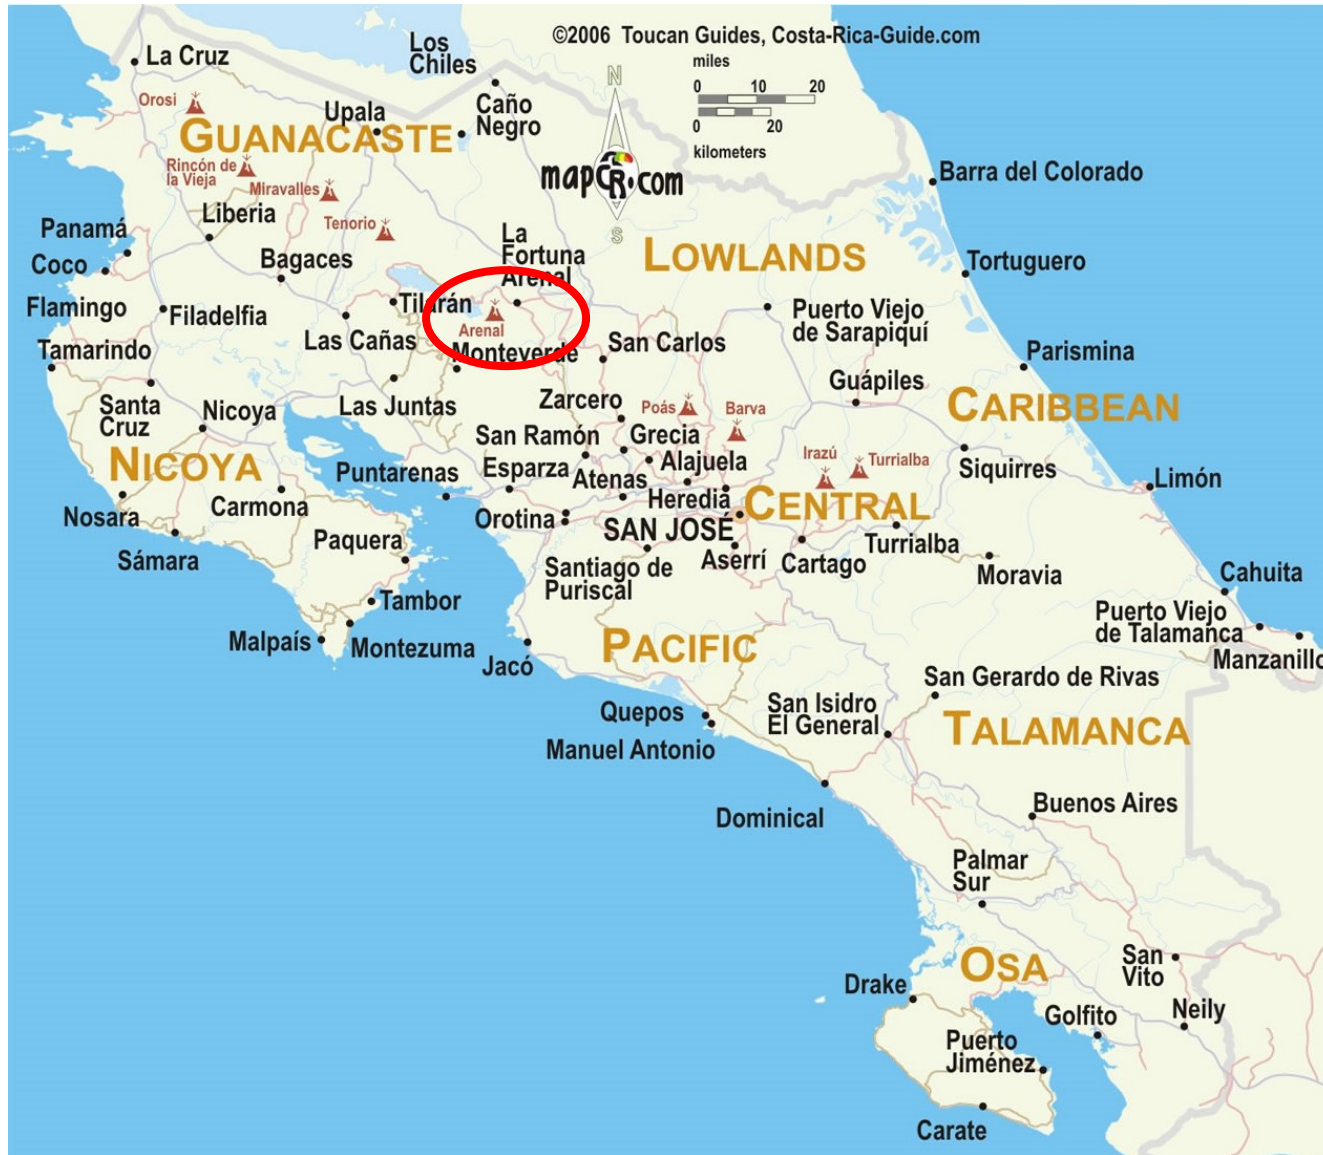 ©2006 Toucan Guides, Costa-Rica-Guide.com
miles
0 10 20
0 20
kilometers
N
mapCR.com
S
La Cruz
Los
Chiles
Orosi
Upala
Caño
Negro
GUANACASTE
Rincón de
la Vieja
Miravalles
Tenorio
Liberia
Panamá
Coco
Bagaces
La
Fortuna
Arenal
LOWLANDS
Barra del Colorado
Tortuguero
Flamingo
Filadelfia
Tilarán
Arenal
Las Cañas
Monteverde
San Carlos
Puerto Viejo
de Sarapiquí
Parismina
Tamarindo
Guápiles
CARIBBEAN
Santa
Cruz
Nicoya
Las Juntas
Zarcero
Poás
Barva
San Ramón
Grecia
NICOYA
Puntarenas
Esparza
Atenas
Alajuela
Irazú
Turrialba
Siquirres
Limón
Nosara
Carmona
Heredia
CENTRAL
Orotina
SAN JOSÉ
Sámara
Paquera
Santiago de
Puriscal
Aserrí
Cartago
Turrialba
Moravia
Cahuita
Tambor
Puerto Viejo
de Talamanca
Malpaís
Montezuma
Jacó
PACIFIC
Manzanillo
San Gerardo de Rivas
Quepos
San Isidro
El General
TALAMANCA
Manuel Antonio
Dominical
Buenos Aires
Palmar
Sur
OSA
San
Vito
Drake
Golfito
Neily
Puerto
Jiménez
Carate